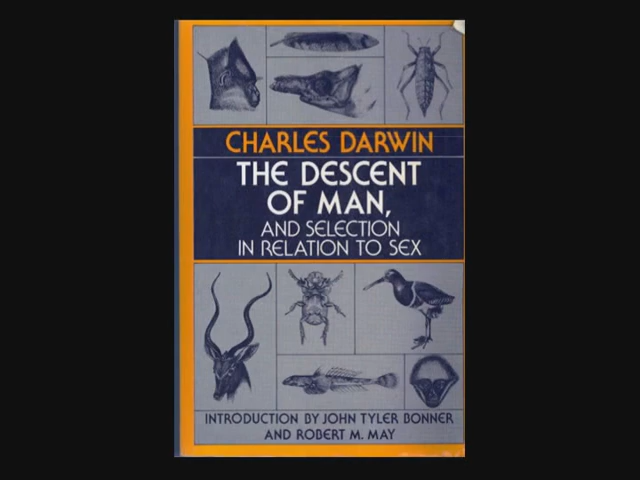 CHARLES DARWIN
THE DESCENT
OF MAN,
AND SELECTION
IN RELATION TO SEX
INTRODUCTION BY JOHN TYLER BONNER
AND ROBERT M. MAY